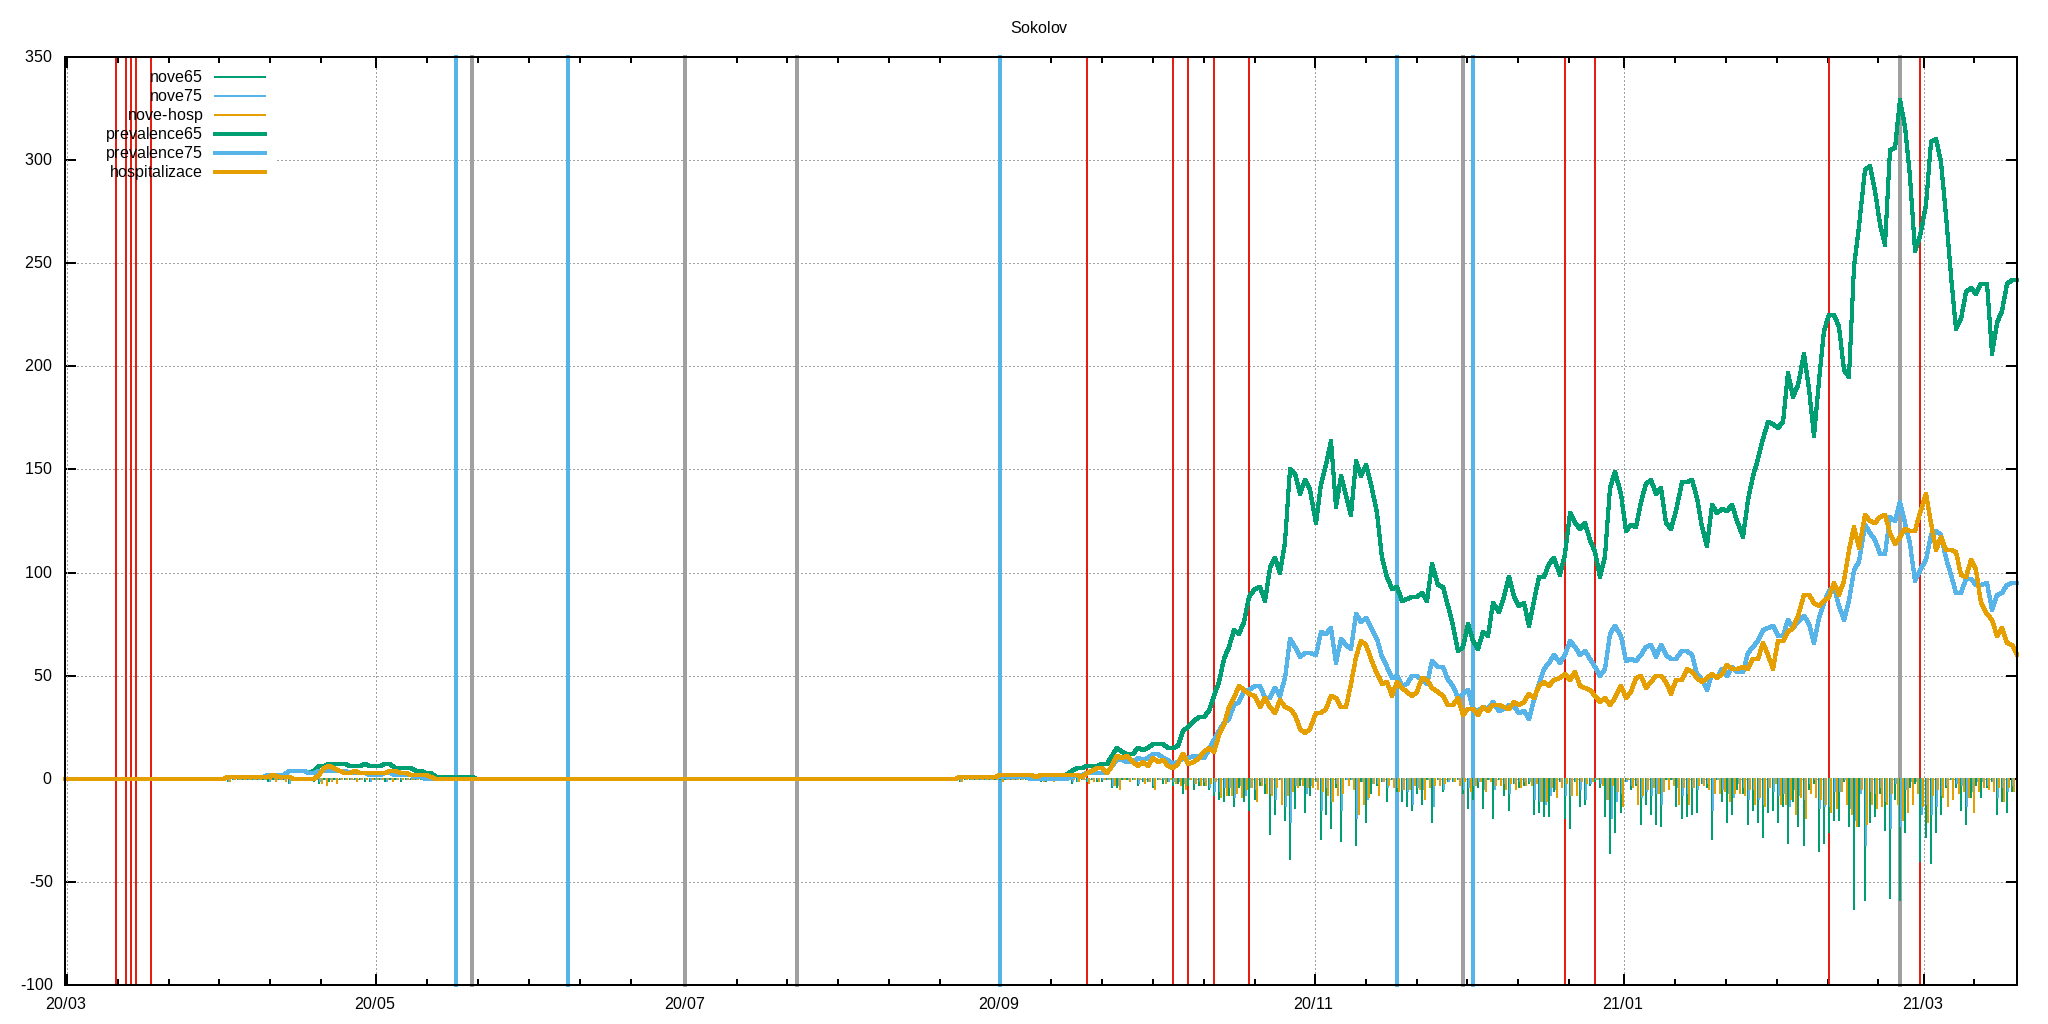 Sokolov
350
300
250
200
150
100
50
0
-50
-100
nove65
nove75
nove-hosp
prevalence65
prevalence75
hospitalizace
20/03 20/05 20/07 20/09 20/11 21/01 21/03